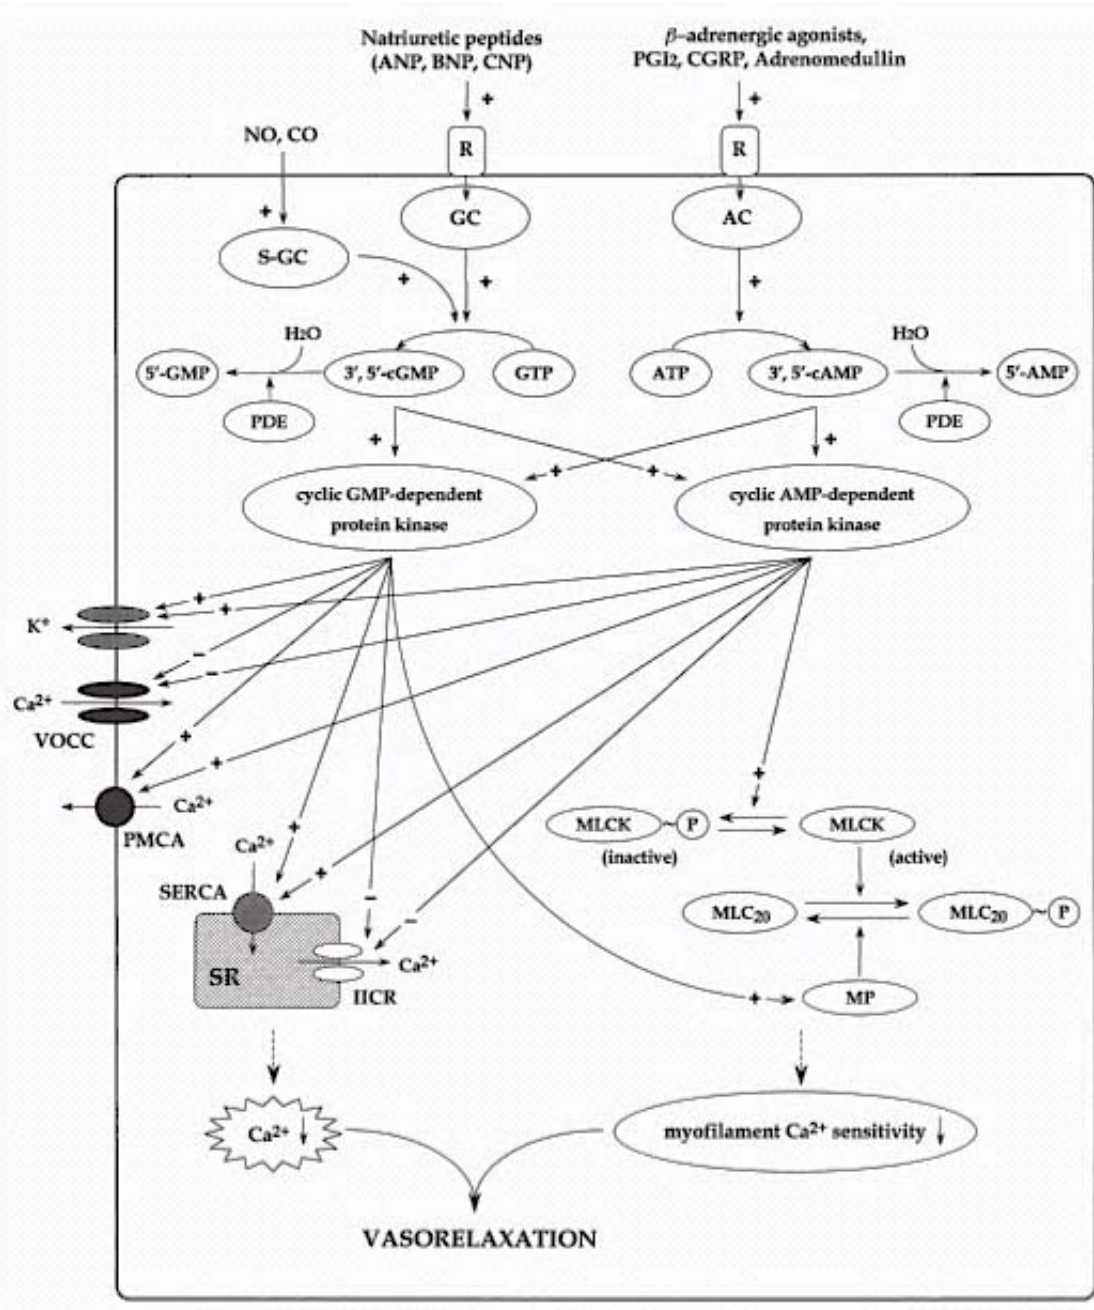 Natriuretic peptides
(ANP, BNP, CNP)
β-adrenergic agonists,
PGI2, CGRP, Adrenomedullin
+
+
NO, CO
R
R
+
GC
AC
S-GC
+
+
+
H2O
H2O
5'-GMP
3', 5'-cGMP
GTP
ATP
3', 5'-cAMP
5'-AMP
PDE
PDE
+
+
+
+
cyclic GMP-dependent
protein kinase
cyclic AMP-dependent
protein kinase
+
+
K+
–
–
Ca2+
VOCC
+
+
+
Ca2+
PMCA
MLCK
~
P
MLCK
(inactive)
(active)
+
Ca2+
+
SERCA
–
–
MLC20
MLC20
~
P
SR
Ca2+
IICR
+
MP
Ca2+
myofilament Ca2+ sensitivity
VASORELAXATION